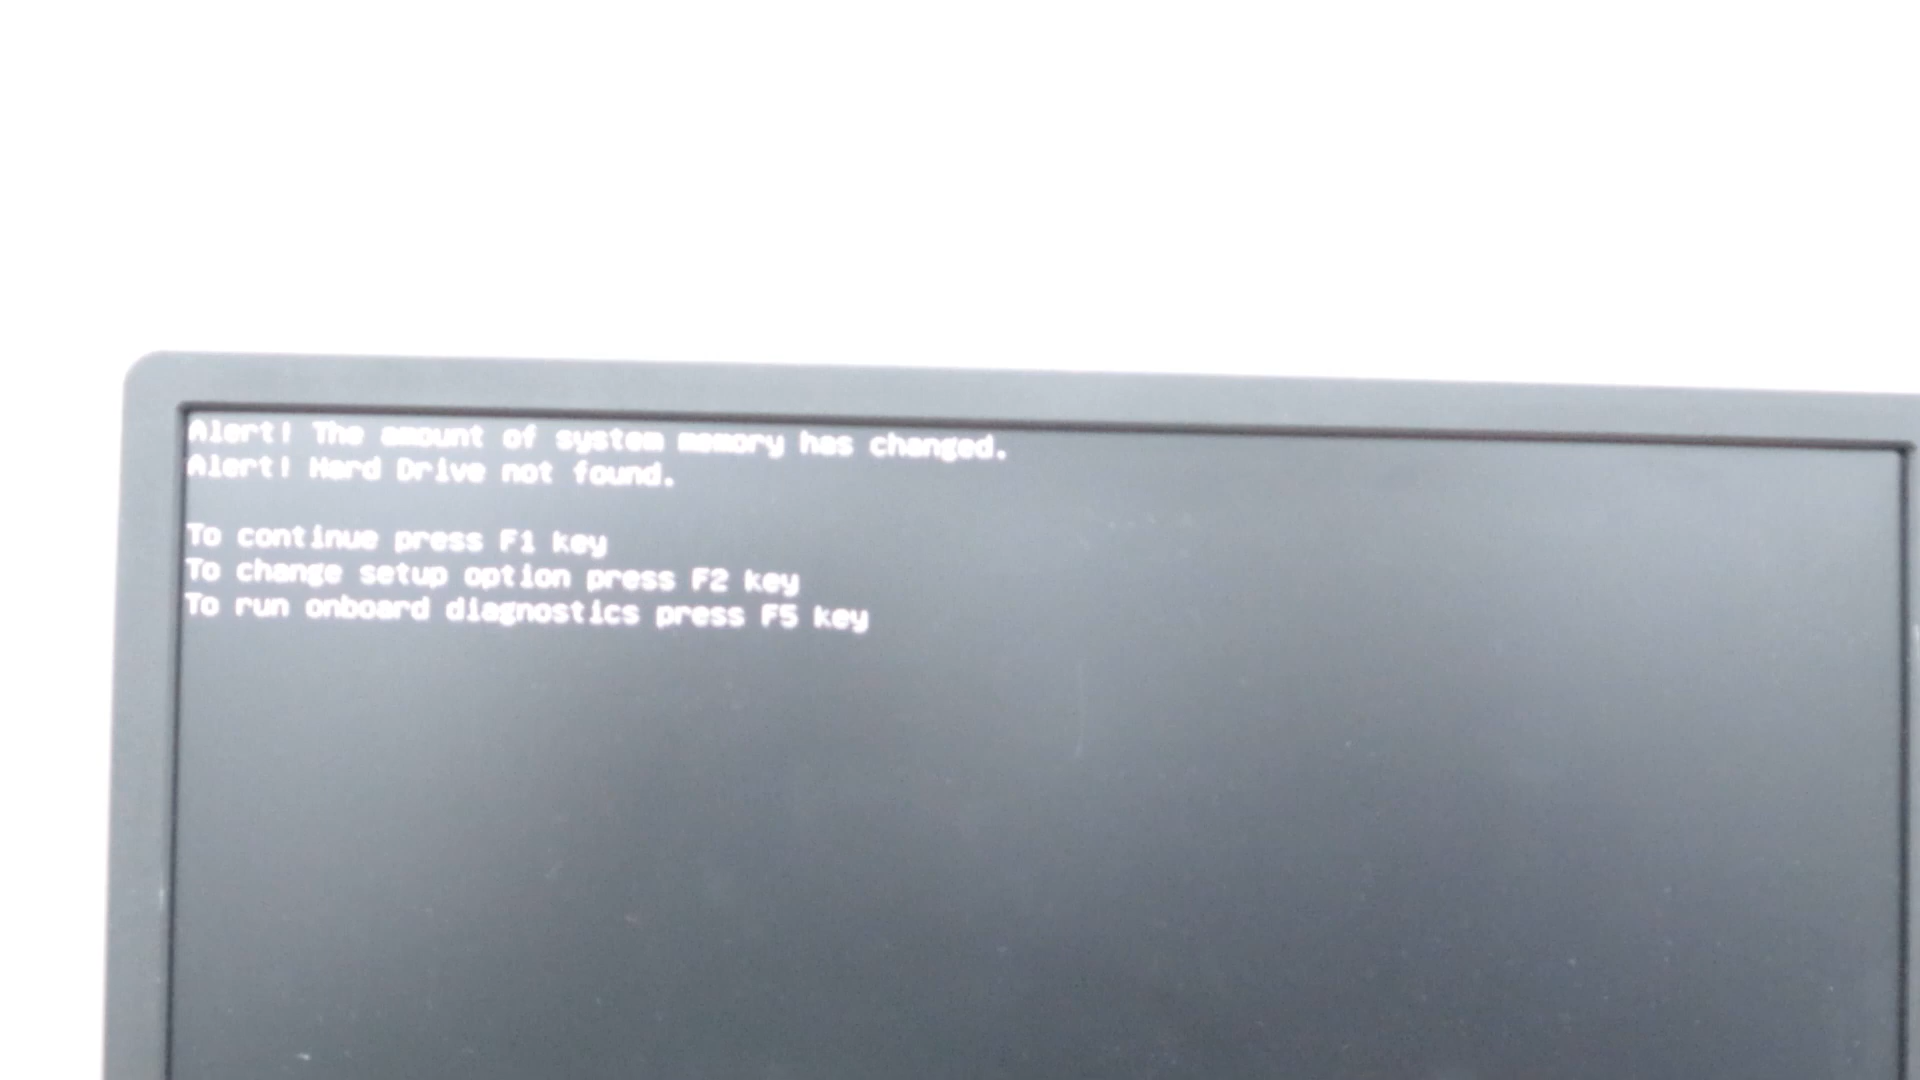 Alert! The amount of system memory has changed.
Alert! Hard Drive not found.
To continue press F1 key
To change setup option press F2 key
To run onboard diagnostics press F5 key